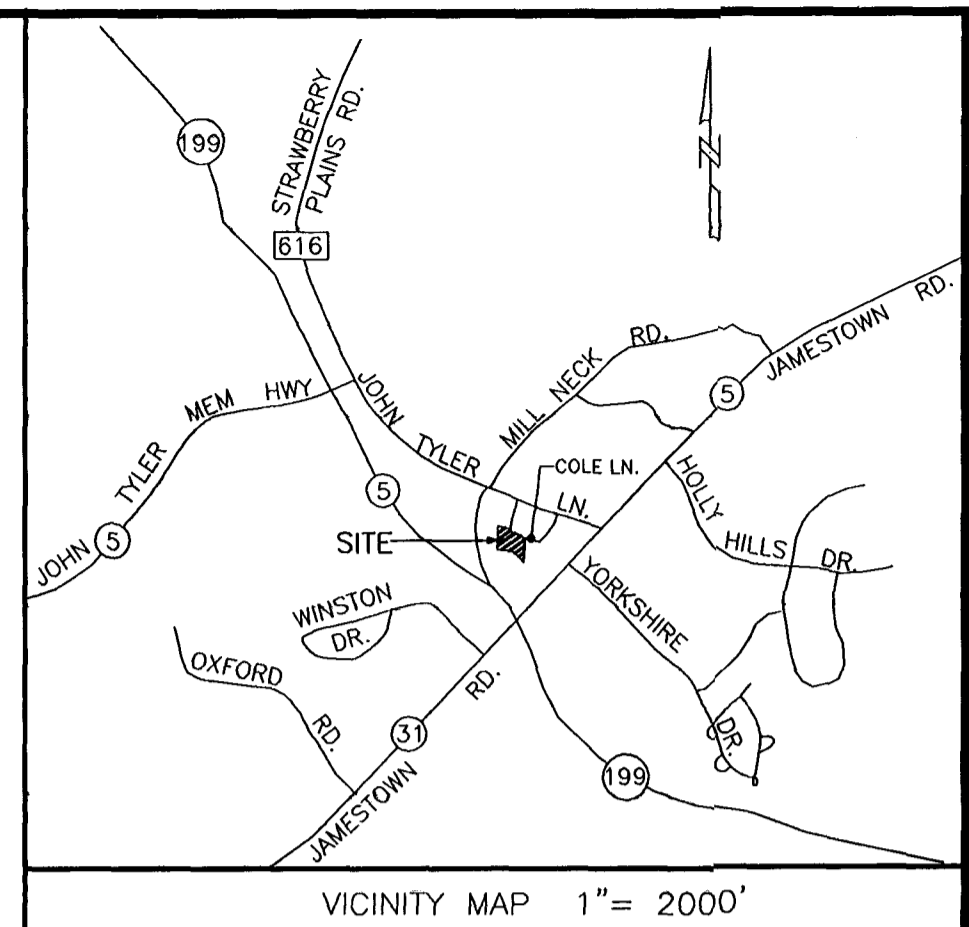 199
STRAWBERRY
PLAINS RD.
616
N
JAMESTOWN RD.
5
MILL NECK RD.
JOHN TYLER MEM HWY
5
JOHN TYLER LN.
COLE LN.
5
SITE
HOLLY HILLS DR.
YORKSHIRE DR.
WINSTON
DR.
OXFORD RD.
31
JAMESTOWN RD.
199
VICINITY MAP 1"= 2000'